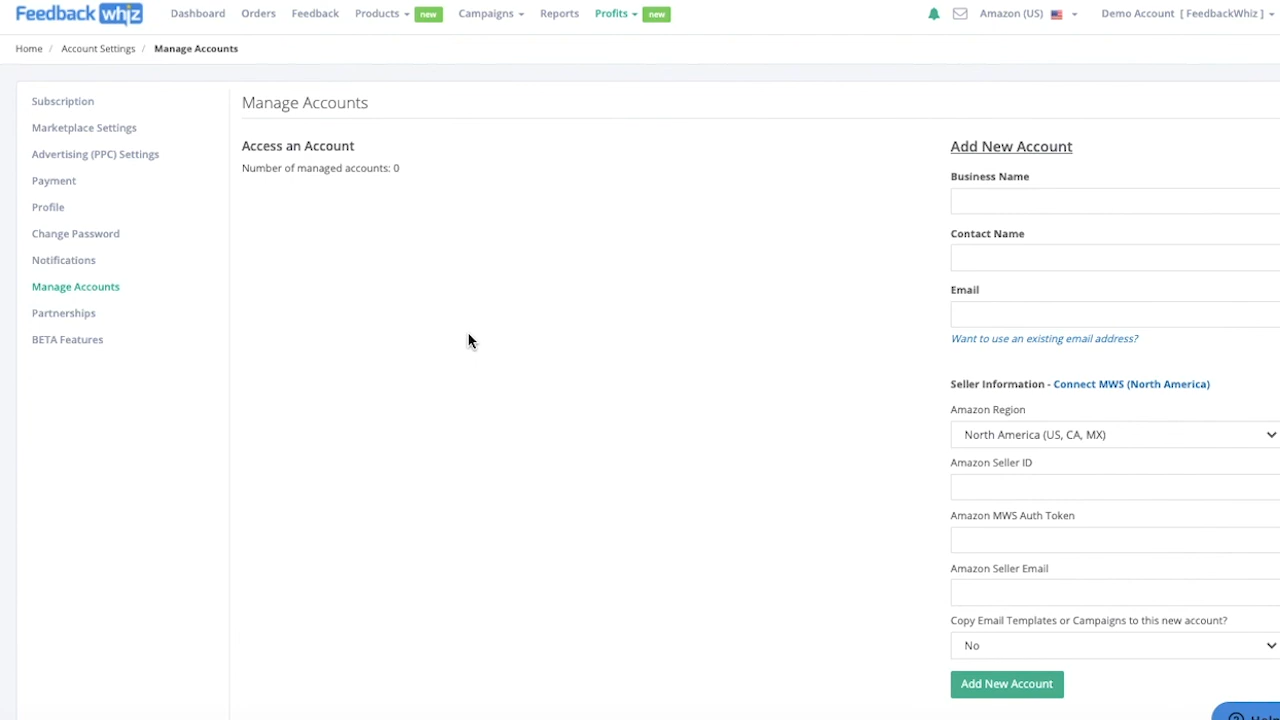 Feedback whiz Dashboard Orders Feedback Products new Campaigns Reports Profits new Amazon (US) Demo Account [ FeedbackWhiz ]
Home / Account Settings / Manage Accounts
Subscription
Marketplace Settings
Advertising (PPC) Settings
Payment
Profile
Change Password
Notifications
Manage Accounts
Partnerships
BETA Features
Manage Accounts
Access an Account
Number of managed accounts: 0
Add New Account
Business Name
Contact Name
Email
Want to use an existing email address?
Seller Information - Connect MWS (North America)
Amazon Region
North America (US, CA, MX)
Amazon Seller ID
Amazon MWS Auth Token
Amazon Seller Email
Copy Email Templates or Campaigns to this new account?
No
Add New Account